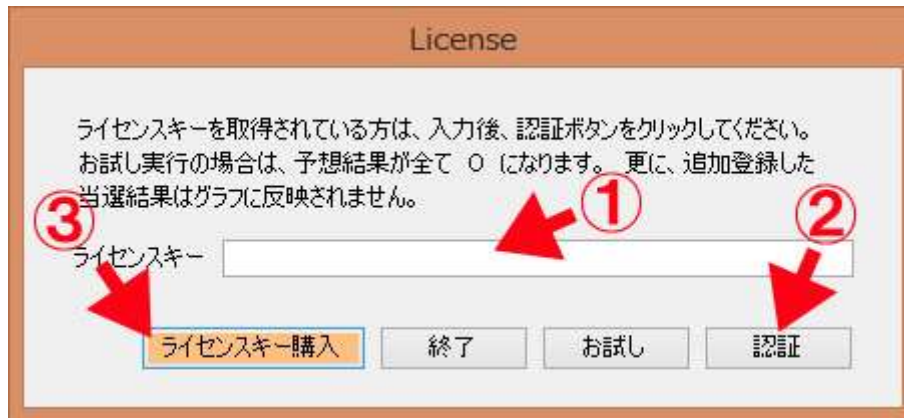 License
ライセンスキーを取得されている方は、入力後、認証ボタンをクリックしてください。
お試し実行の場合は、予想結果が全て 0 になります。 更に、追加登録した
当選結果はグラフに反映されません。
①
②
③
ライセンスキー
ライセンスキー購入 終了 お試し 認証